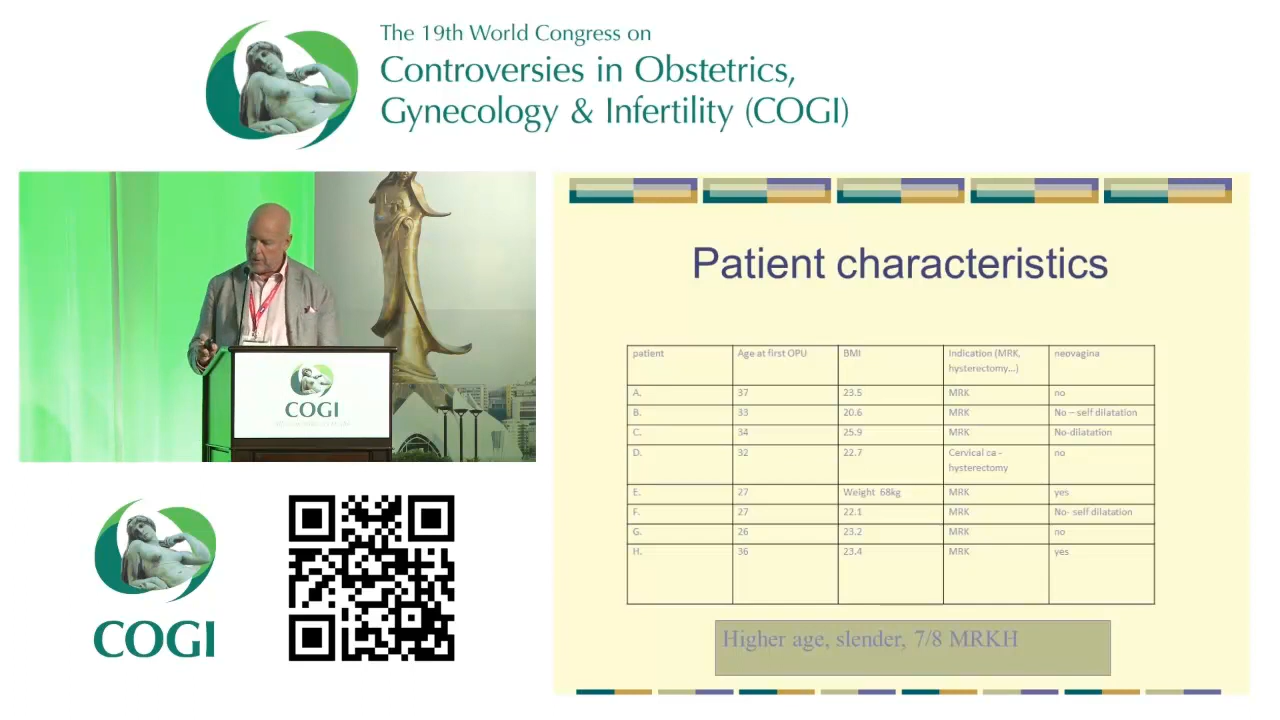 The 19th World Congress on
Controversies in Obstetrics,
Gynecology & Infertility (COGI)
COGI
COGI
Patient characteristics
patient Age at first OPU BMI Indication (MRK, neovagina
hysterectomy...)
A. 37 23.5 MRK no
B. 33 20.6 MRK No – self dilatation
C. 34 25.9 MRK No-dilatation
D. 32 22.7 Cervical ca - no
hysterectomy
E. 27 Weight 68kg MRK yes
F. 27 22.1 MRK No- self dilatation
G. 26 23.2 MRK no
H. 36 23.4 MRK yes
Higher age, slender, 7/8 MRKH